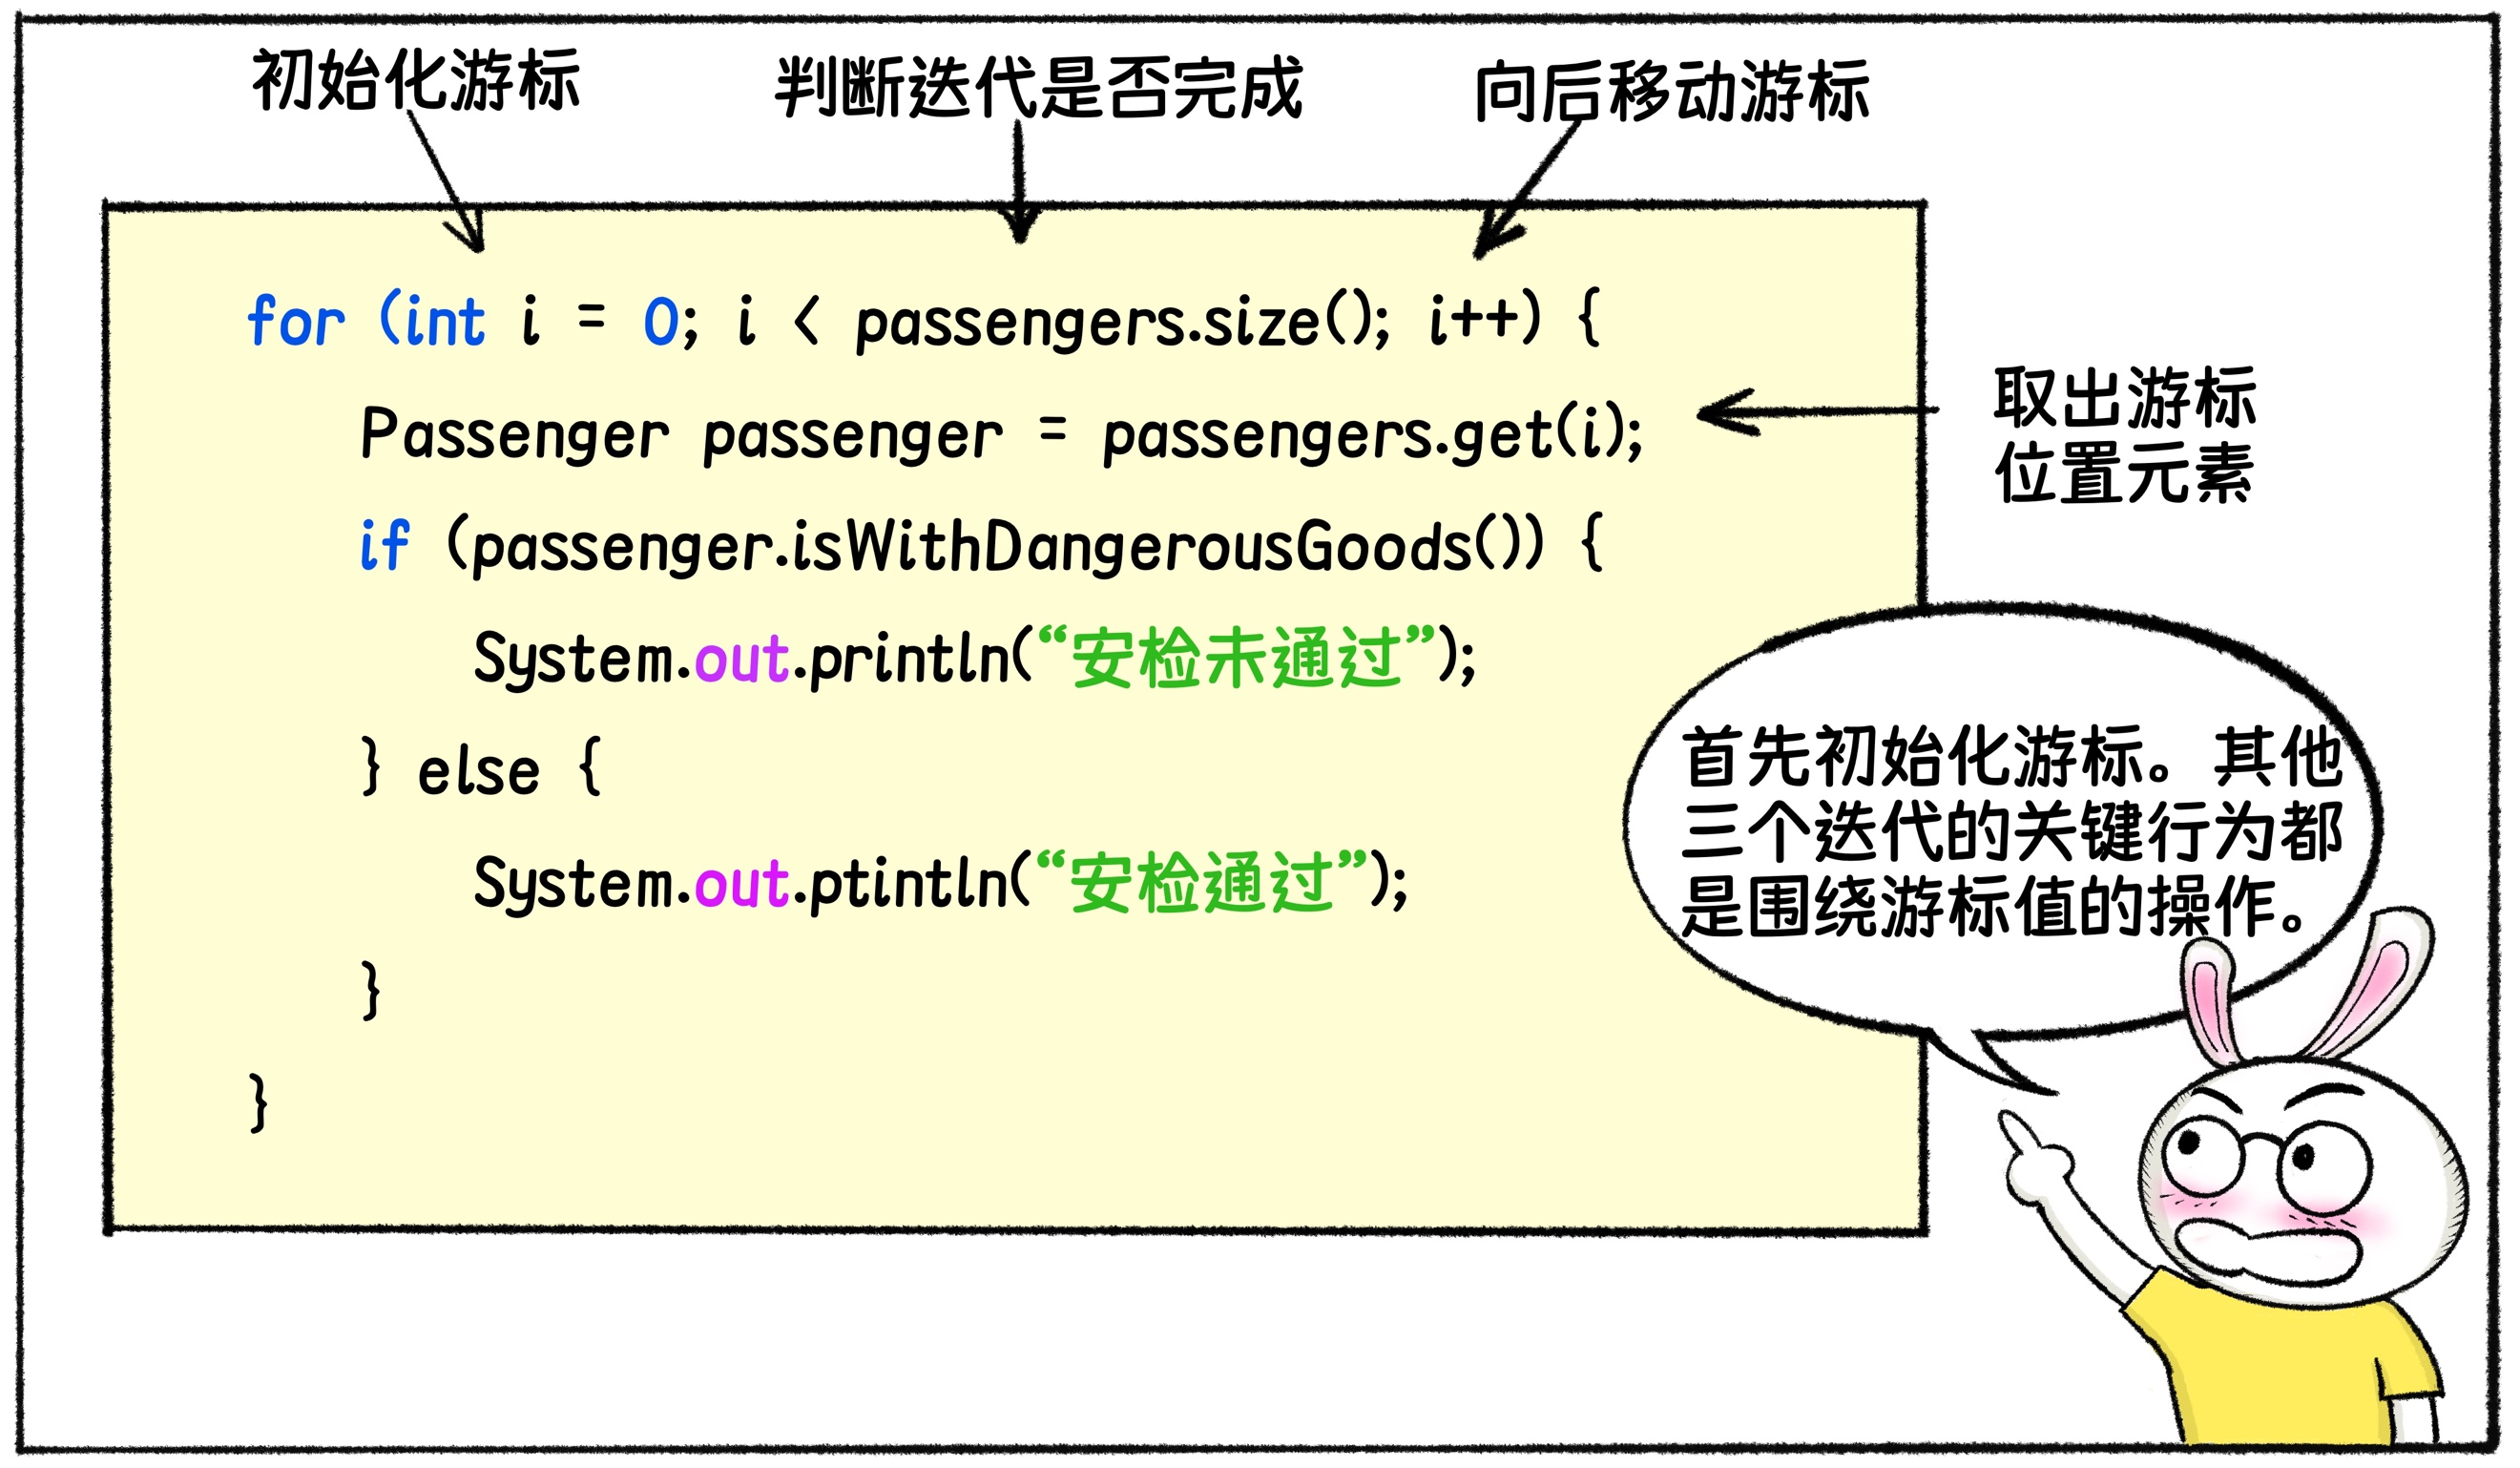 初始化游标
判断迭代是否完成
向后移动游标
for (int i = 0; i < passengers.size(); i++) {
Passenger passenger = passengers.get(i);
取出游标
位置元素
if (passenger.isWithDangerousGoods()) {
System.out.println(“安检未通过”);
} else {
System.out.ptintln(“安检通过”);
}
}
首先初始化游标。其他
三个迭代的关键行为都
是围绕游标值的操作。